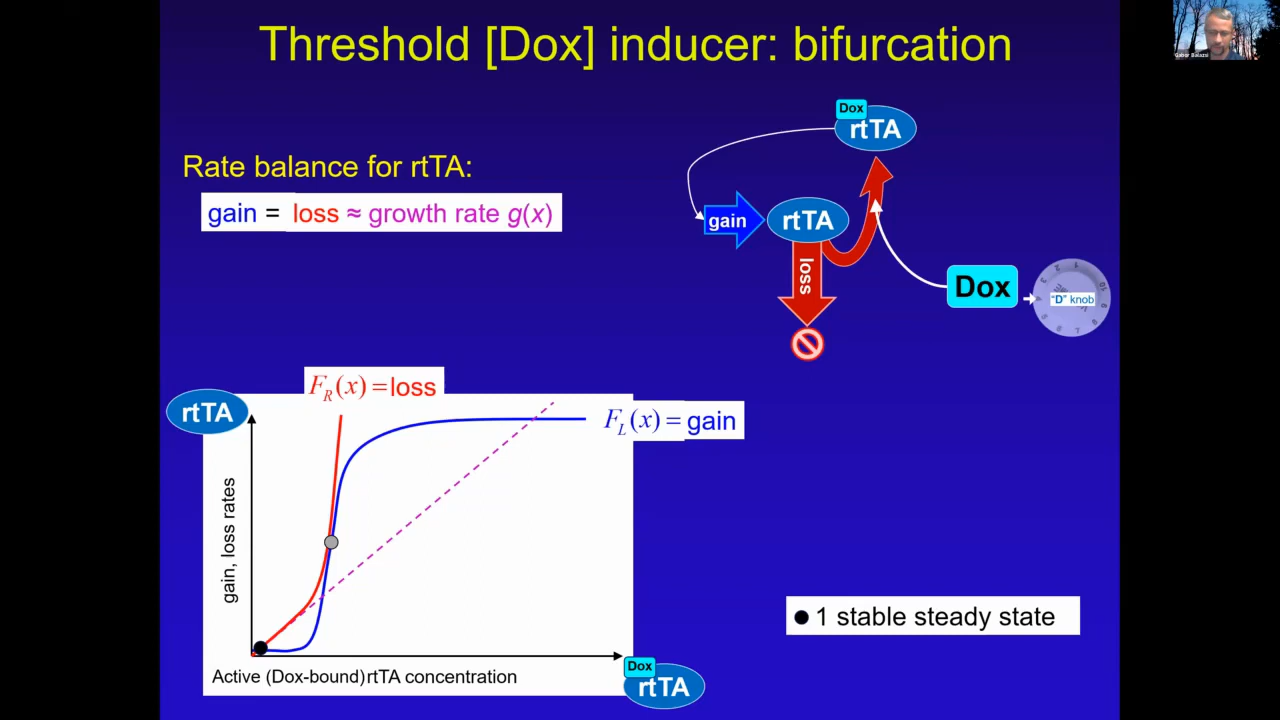 Threshold [Dox] inducer: bifurcation
Gabor Balazsi
Dox
rtTA
Rate balance for rtTA:
gain = loss ≈ growth rate g(x)
gain
rtTA
loss
Dox
"D" knob
F_R(x) = loss
rtTA
F_L(x) = gain
gain, loss rates
1 stable steady state
Active (Dox-bound) rtTA concentration
Dox
rtTA